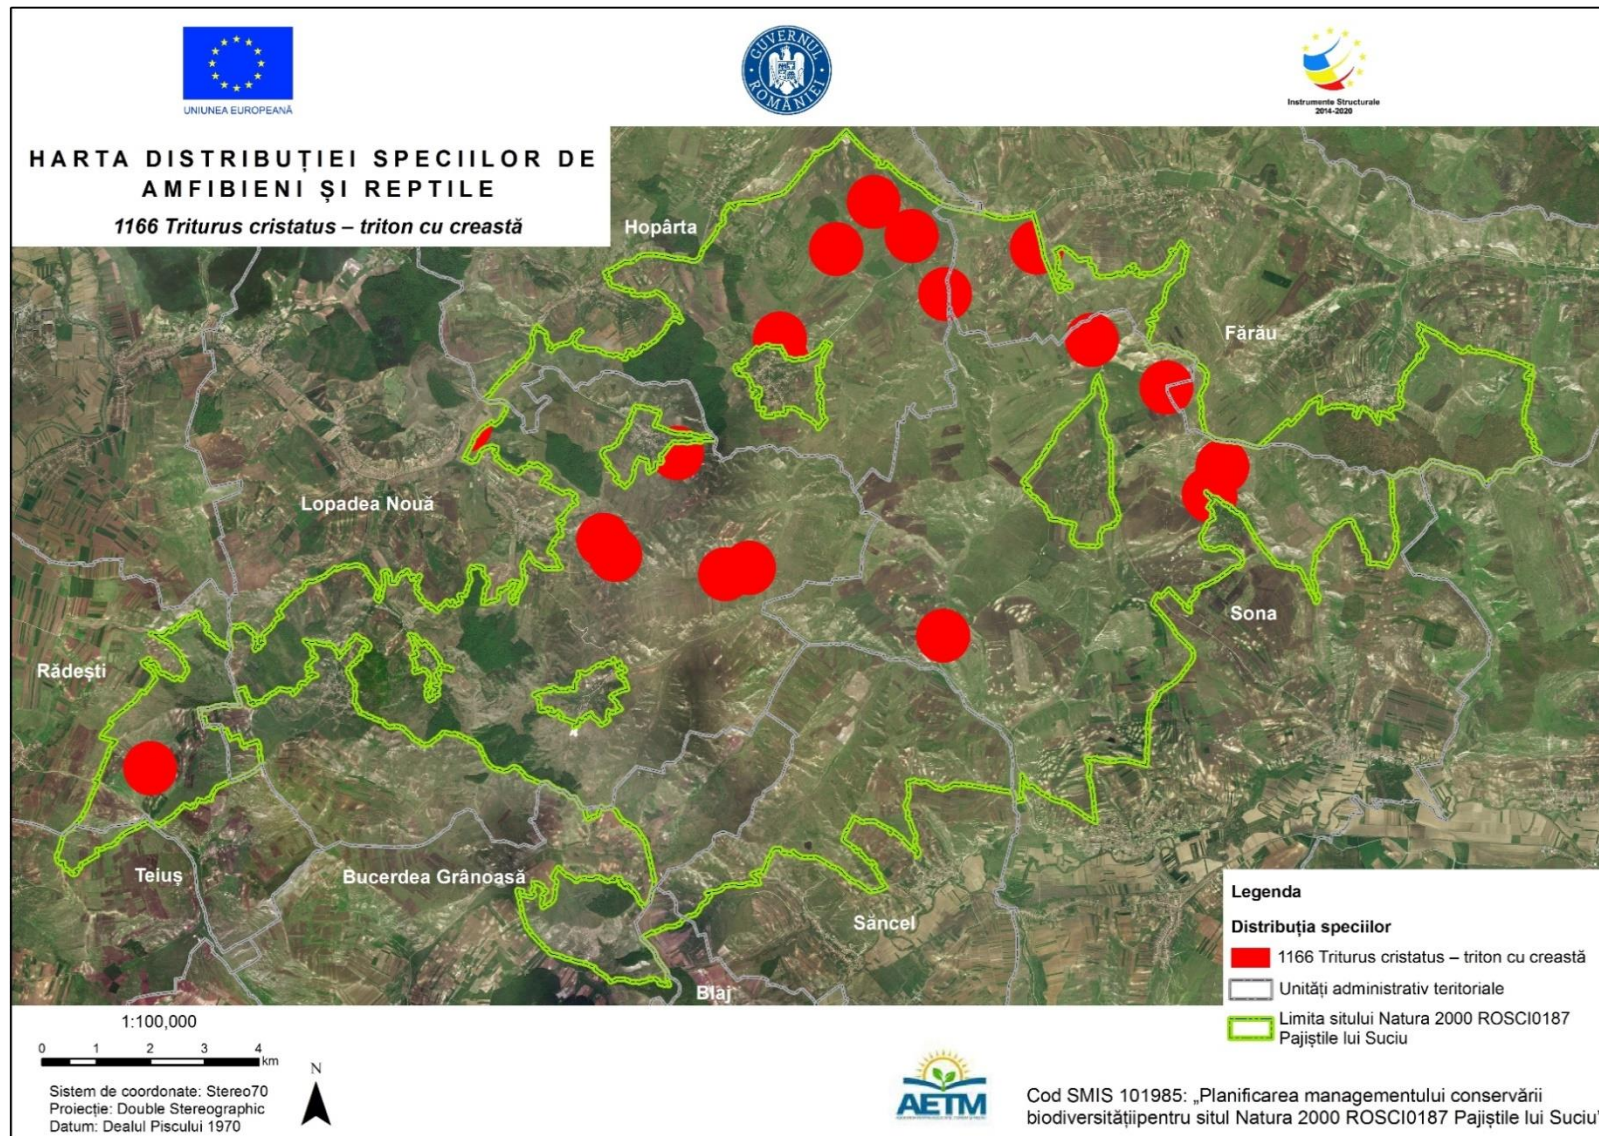 UNIUNEA EUROPEANĂ
GUVERNUL ROMÂNIEI
Instrumente Structurale
2014-2020
HARTA DISTRIBUȚIEI SPECIILOR DE
AMFIBIENI ȘI REPTILE
1166 Triturus cristatus – triton cu creastă
Hopârta
Fărău
Lopadea Nouă
Sona
Rădești
Teiuș
Bucerdea Grânoasă
Săncel
Blaj
Legenda
Distribuția speciilor
1166 Triturus cristatus – triton cu creastă
Unități administrativ teritoriale
Limita sitului Natura 2000 ROSCI0187
Pajiștile lui Suciu
1:100,000
0 1 2 3 4
km
N
Sistem de coordonate: Stereo70
Proiecție: Double Stereographic
Datum: Dealul Piscului 1970
AETM
Cod SMIS 101985: „Planificarea managementului conservării
biodiversitățiipentru situl Natura 2000 ROSCI0187 Pajiștile lui Suciu”